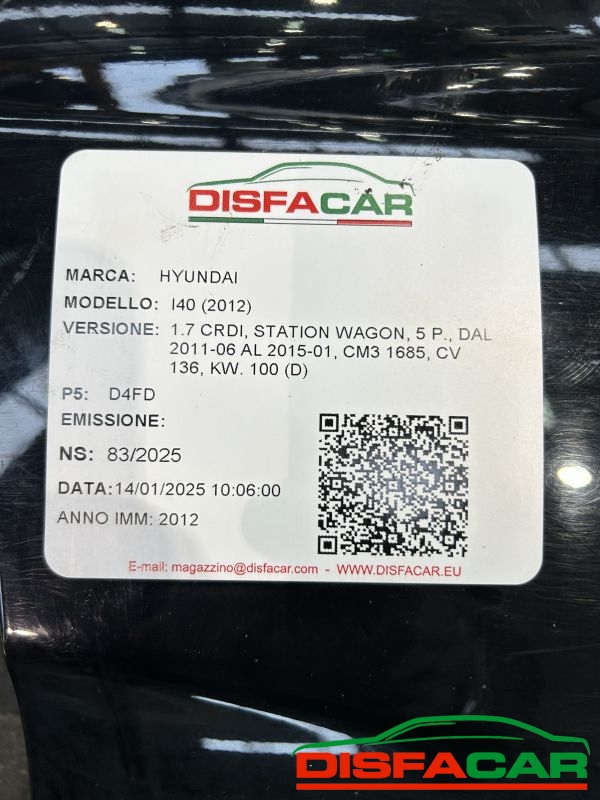 DISFACAR
MARCA: HYUNDAI
MODELLO: I40 (2012)
VERSIONE: 1.7 CRDI, STATION WAGON, 5 P., DAL
2011-06 AL 2015-01, CM3 1685, CV
136, KW. 100 (D)
P5: D4FD
EMISSIONE:
NS: 83/2025
DATA:14/01/2025 10:06:00
ANNO IMM: 2012
E-mail: magazzino@disfacar.com - WWW.DISFACAR.EU
DISFACAR